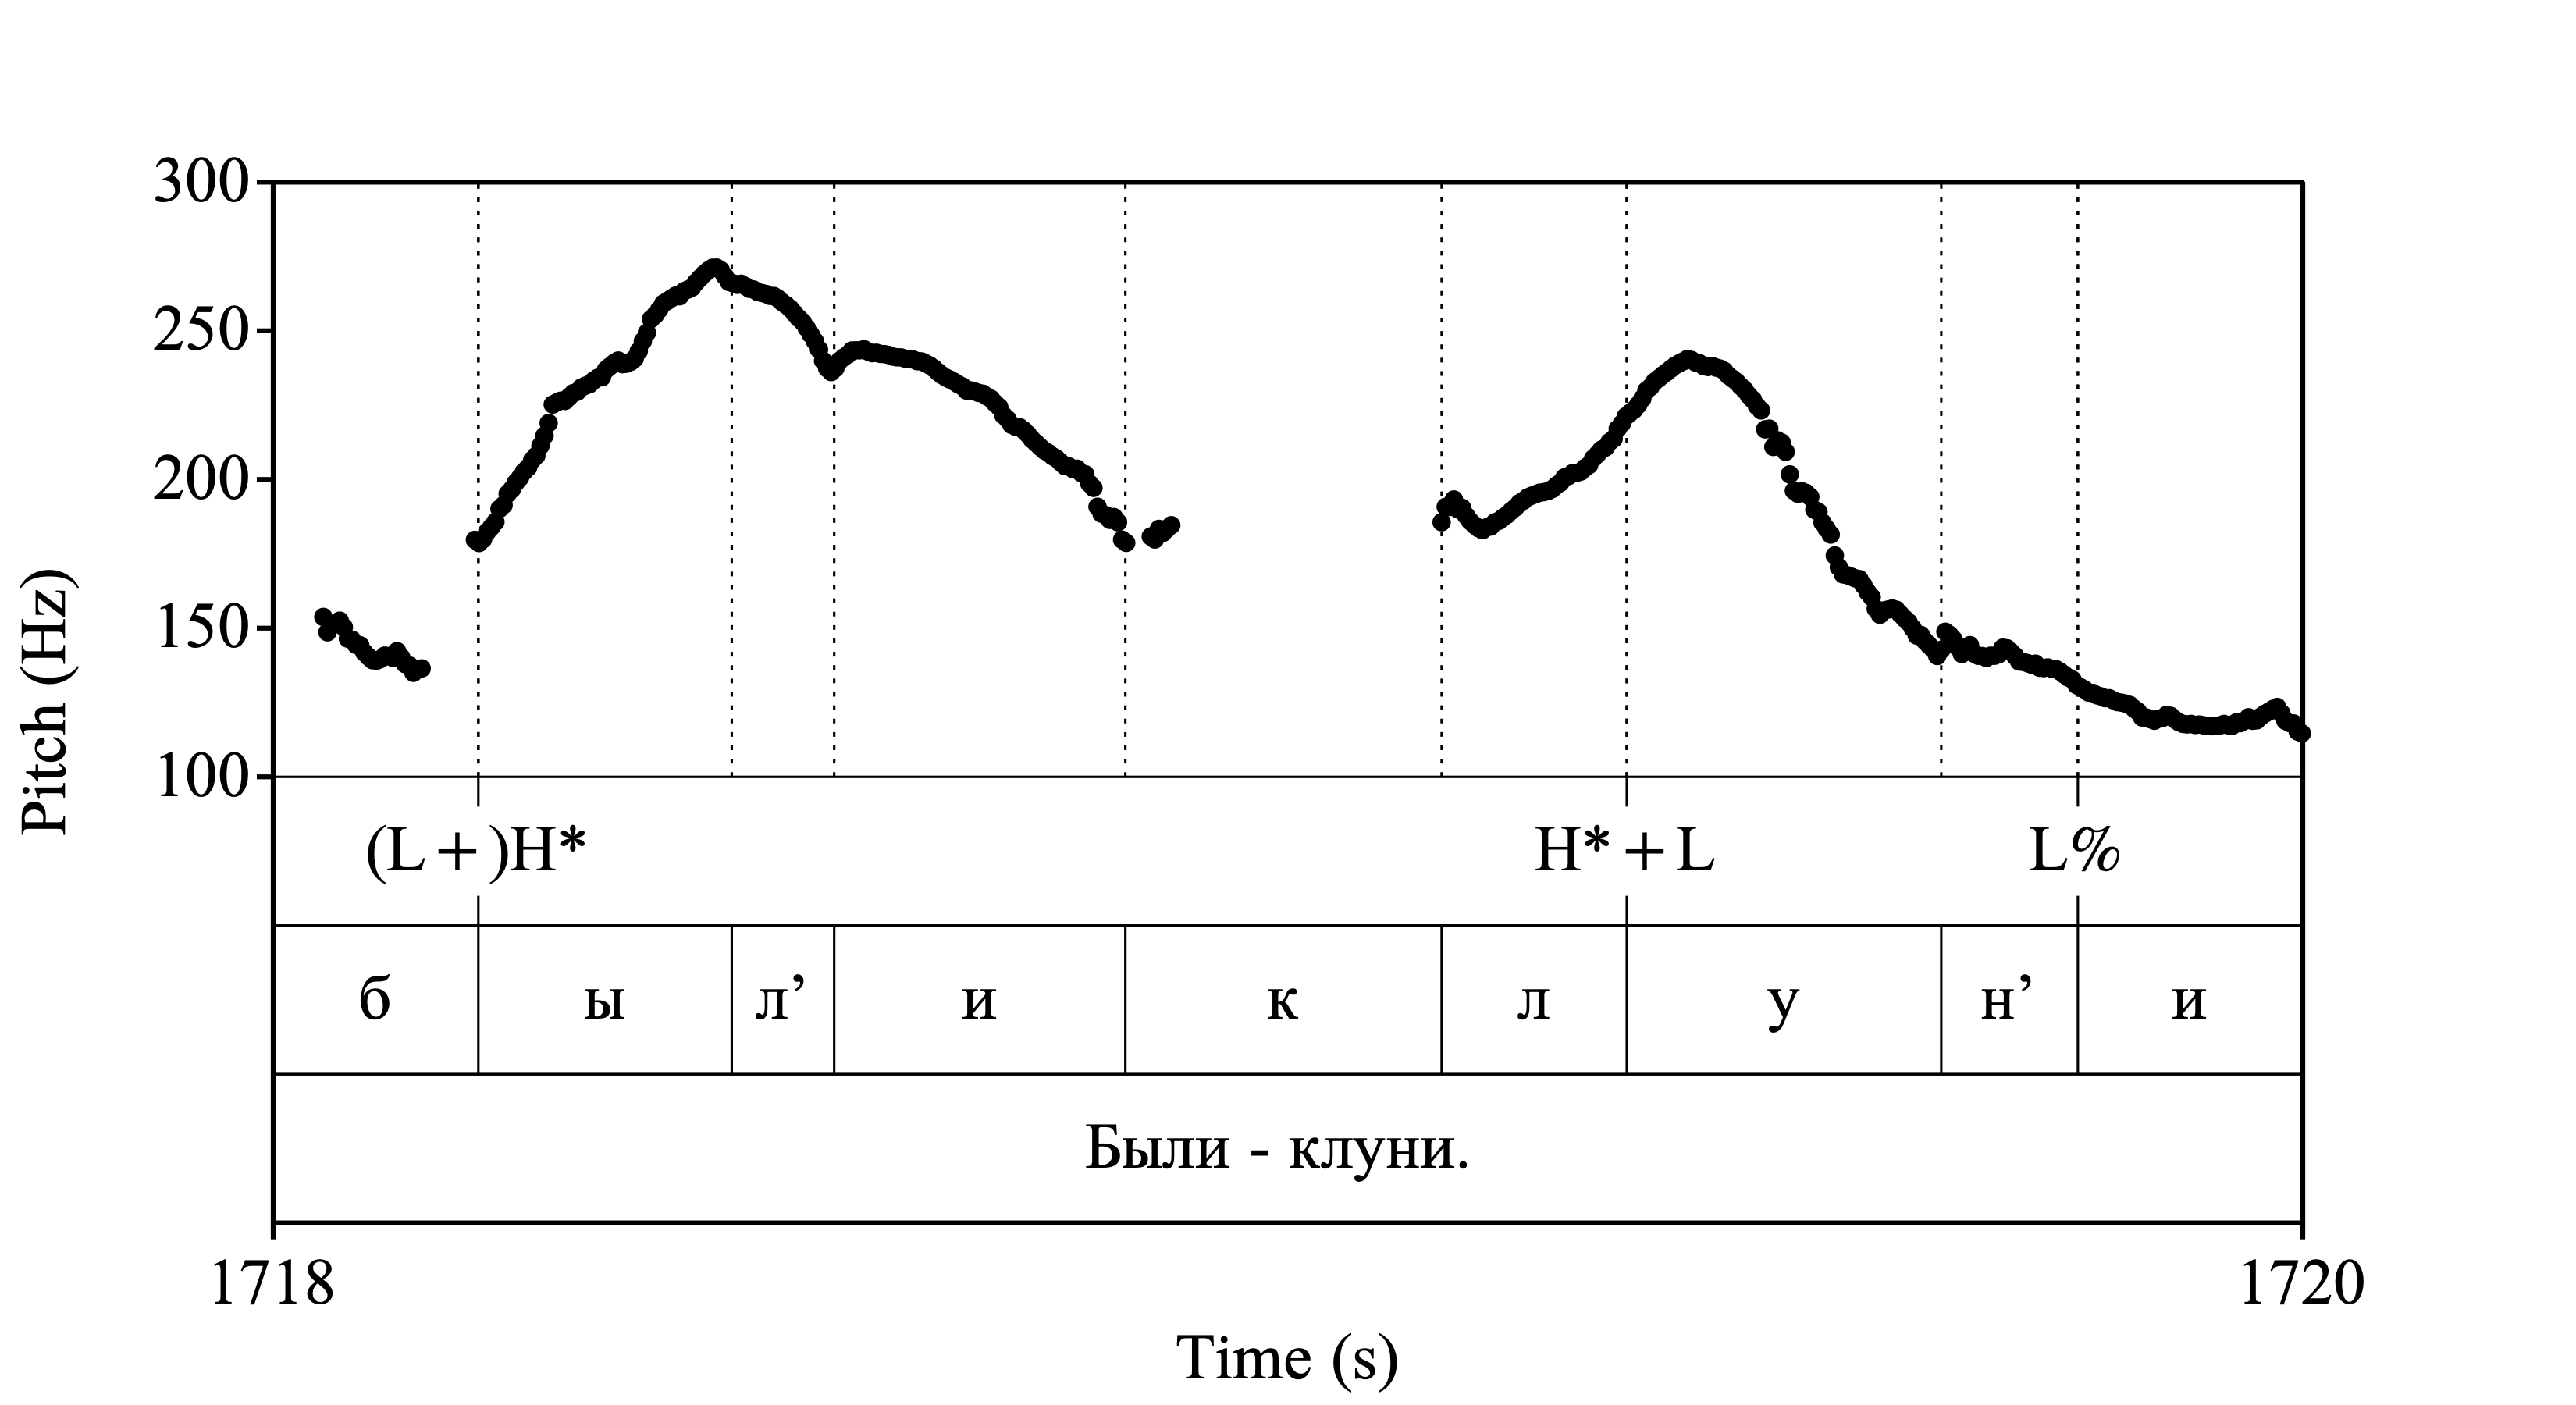 300
250
200
150
100
Pitch (Hz)
(L+)H* H*+L L%
б ы л’ и к л у н’ и
Были - клуни.
1718 1720
Time (s)